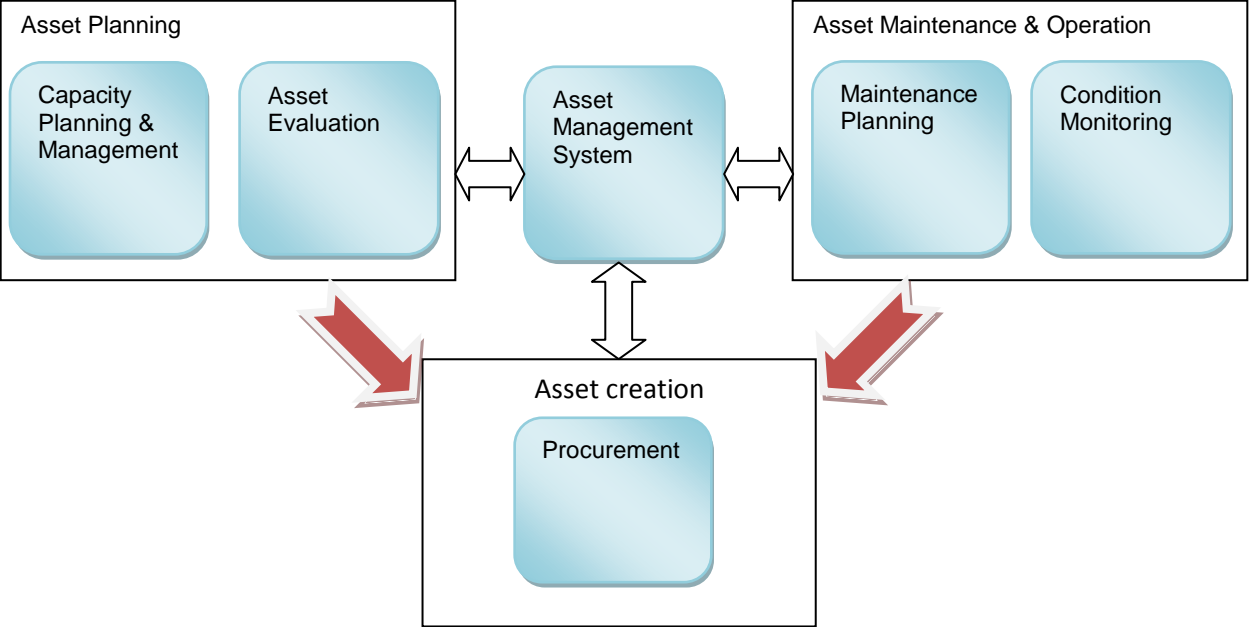 Asset Planning
Capacity
Planning &
Management
Asset
Evaluation
Asset
Management
System
Asset Maintenance & Operation
Maintenance
Planning
Condition
Monitoring
Asset creation
Procurement